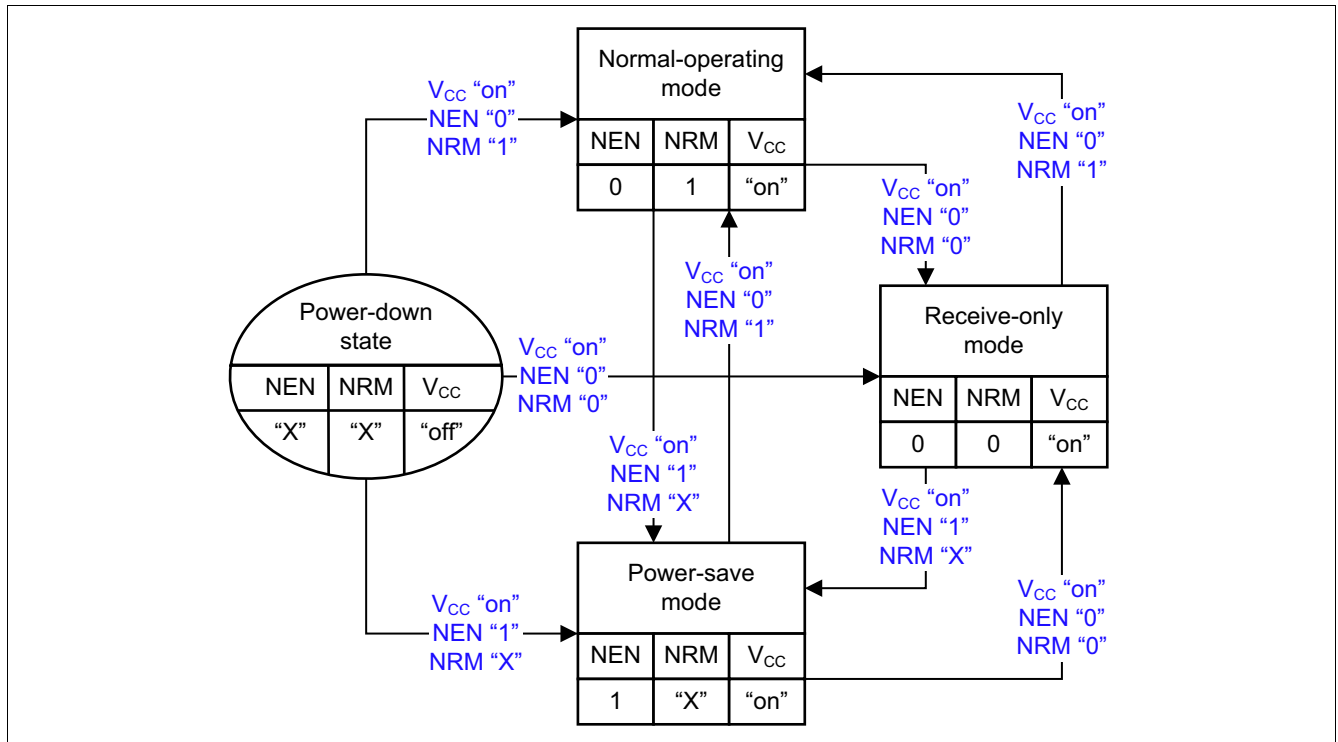 Normal-operating
mode
NEN NRM VCC
0 1 “on”
VCC “on”
NEN “0”
NRM “1”
VCC “on”
NEN “0”
NRM “1”
VCC “on”
NEN “0”
NRM “0”
VCC “on”
NEN “0”
NRM “1”
Power-down
state
NEN NRM VCC
“X” “X” “off”
VCC “on”
NEN “0”
NRM “0”
Receive-only
mode
NEN NRM VCC
0 0 “on”
VCC “on”
NEN “1”
NRM “X”
VCC “on”
NEN “1”
NRM “X”
VCC “on”
NEN “1”
NRM “X”
Power-save
mode
NEN NRM VCC
1 “X” “on”
VCC “on”
NEN “0”
NRM “0”